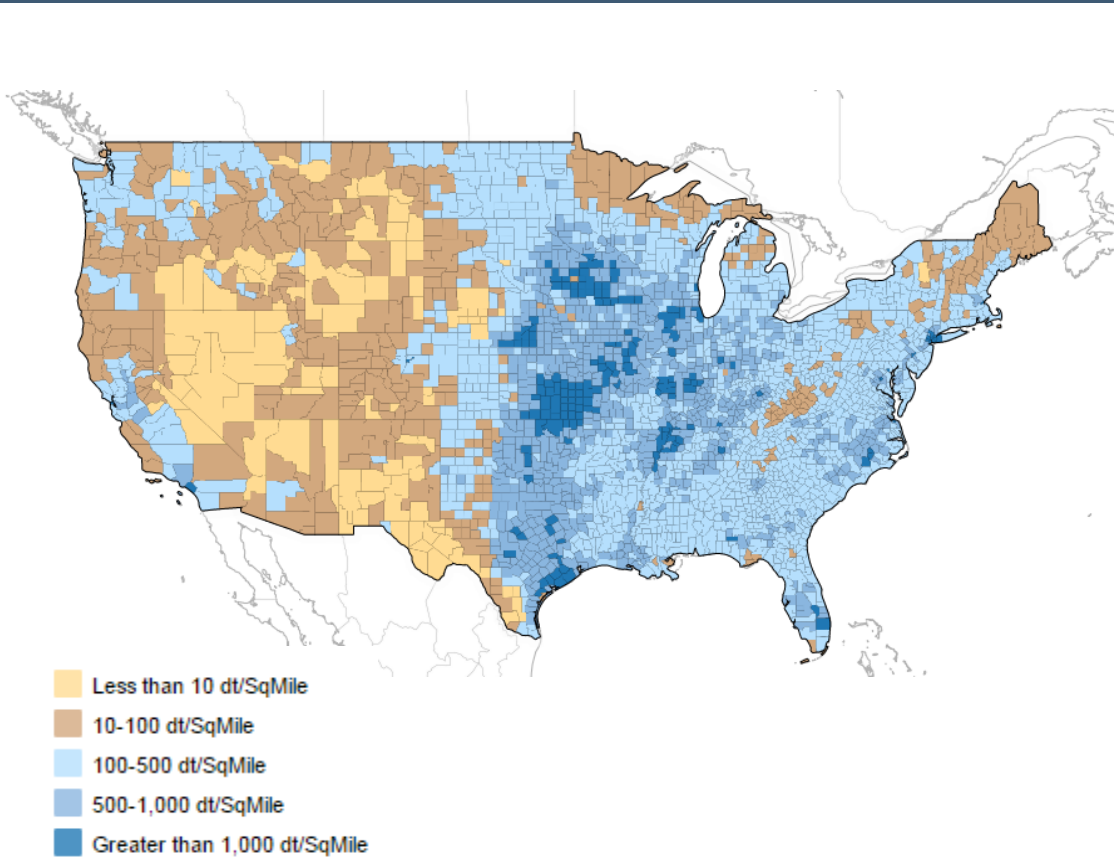 Less than 10 dt/SqMile
10-100 dt/SqMile
100-500 dt/SqMile
500-1,000 dt/SqMile
Greater than 1,000 dt/SqMile